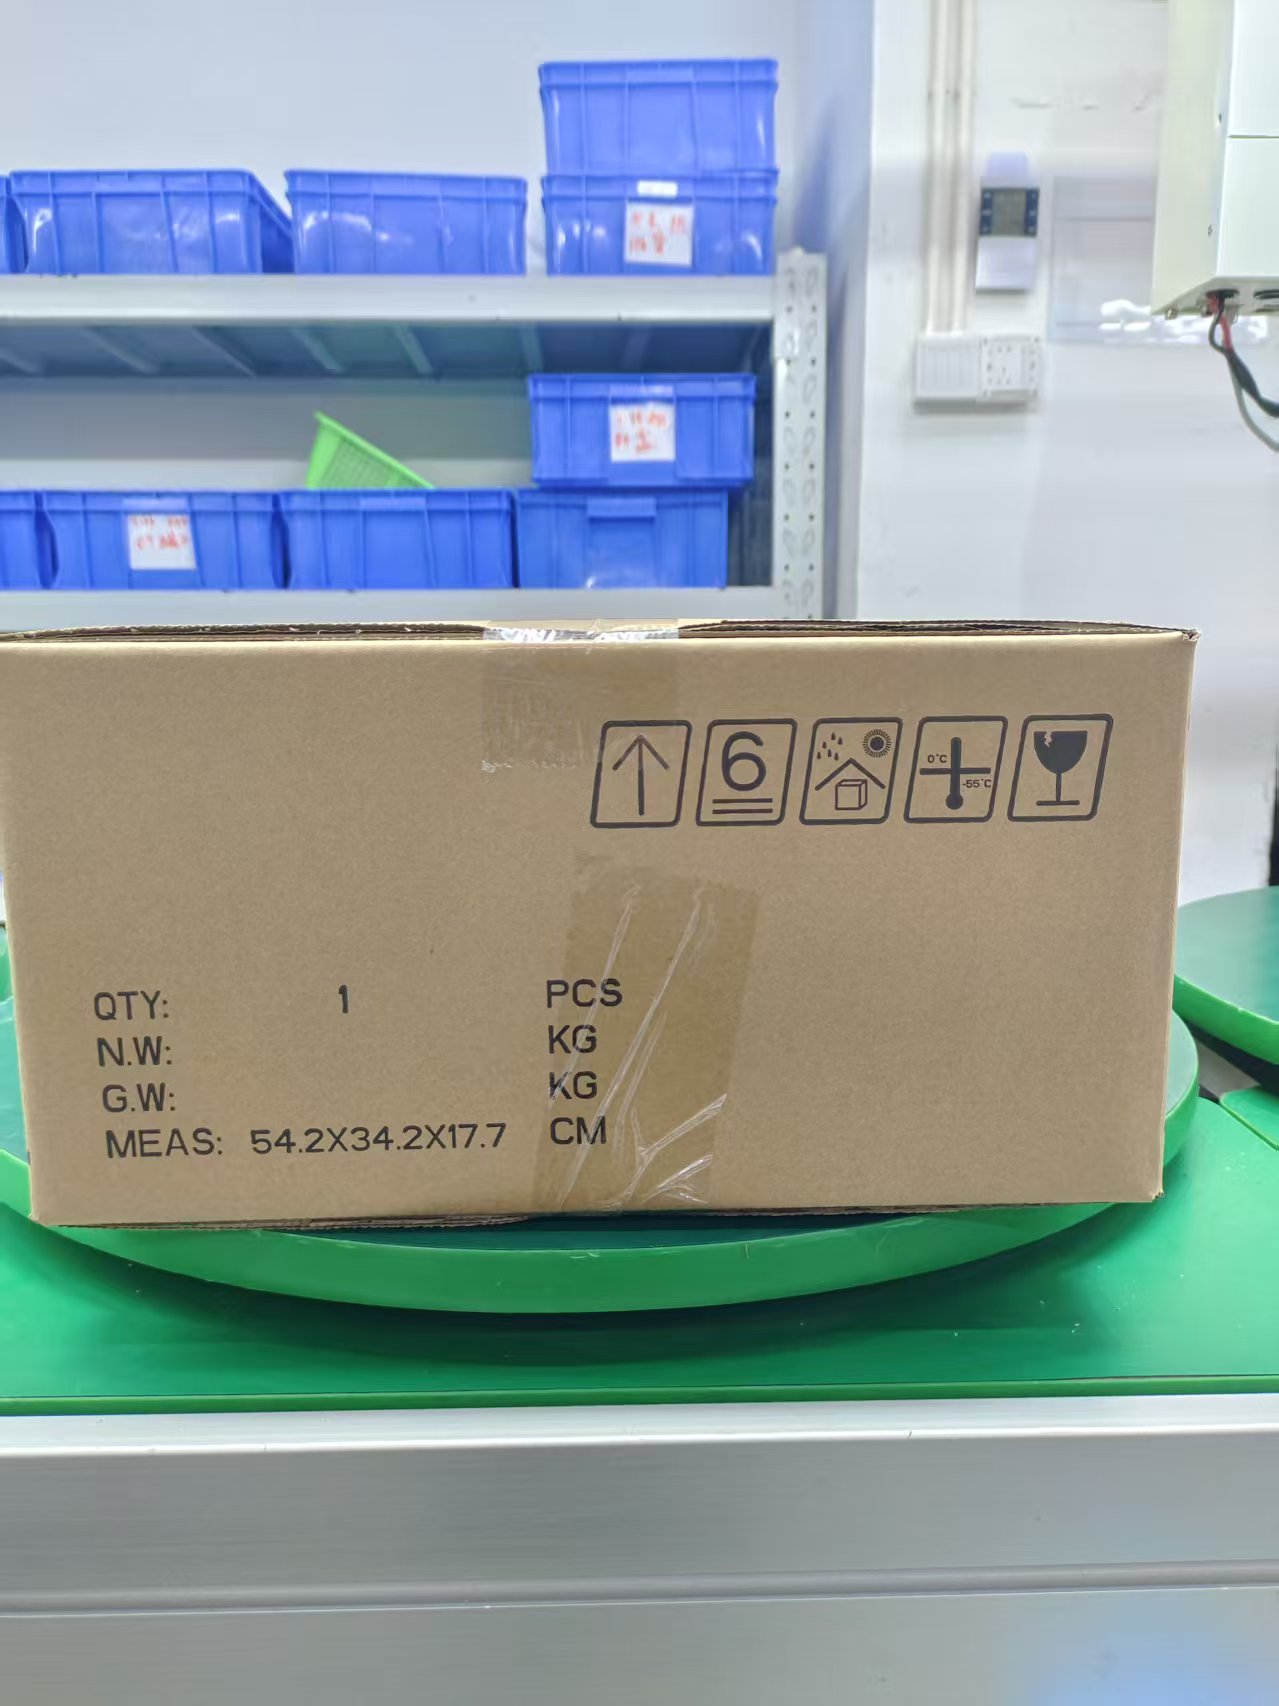 6
0°C
-55°C
QTY: 1 PCS
N.W: KG
G.W: KG
MEAS: 54.2X34.2X17.7 CM